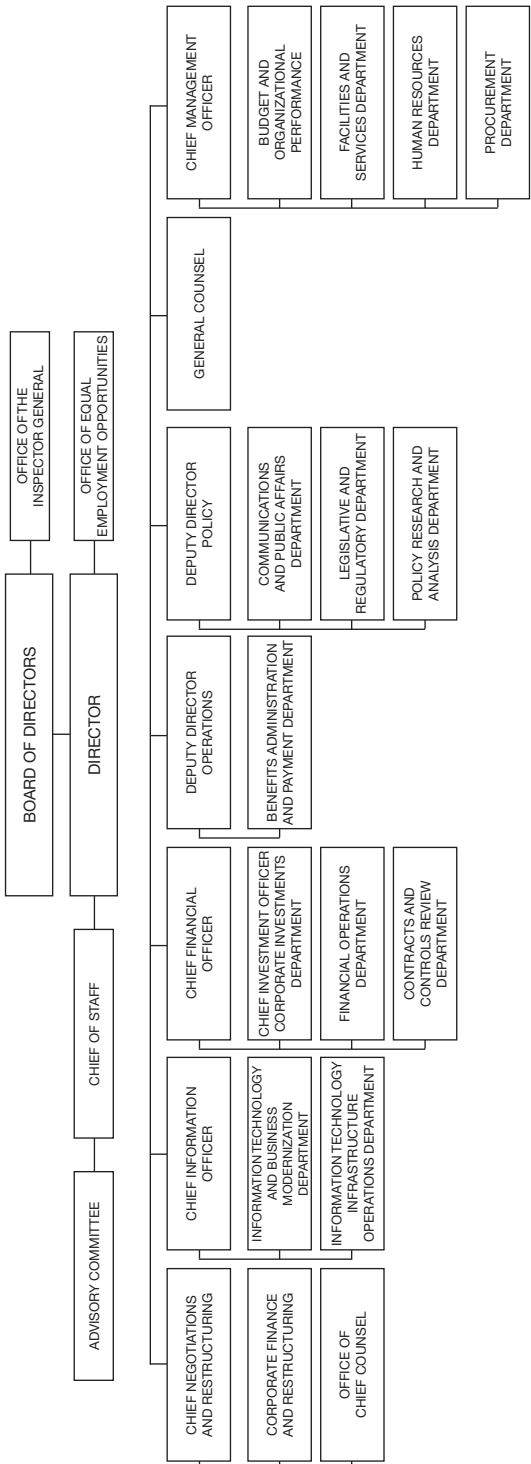 BOARD OF DIRECTORS
OFFICE OF THE
INSPECTOR GENERAL
ADVISORY COMMITTEE
CHIEF OF STAFF
DIRECTOR
OFFICE OF EQUAL
EMPLOYMENT OPPORTUNITIES
CHIEF NEGOTIATIONS
AND RESTRUCTURING
CORPORATE FINANCE
AND RESTRUCTURING
OFFICE OF
CHIEF COUNSEL
CHIEF INFORMATION
OFFICER
INFORMATION TECHNOLOGY
AND BUSINESS
MODERNIZATION
DEPARTMENT
INFORMATION TECHNOLOGY
INFRASTRUCTURE
OPERATIONS DEPARTMENT
CHIEF FINANCIAL
OFFICER
CHIEF INVESTMENT OFFICER
CORPORATE INVESTMENTS
DEPARTMENT
FINANCIAL OPERATIONS
DEPARTMENT
CONTRACTS AND
CONTROLS REVIEW
DEPARTMENT
DEPUTY DIRECTOR
OPERATIONS
BENEFITS ADMINISTRATION
AND PAYMENT DEPARTMENT
DEPUTY DIRECTOR
POLICY
COMMUNICATIONS
AND PUBLIC AFFAIRS
DEPARTMENT
LEGISLATIVE AND
REGULATORY DEPARTMENT
POLICY RESEARCH AND
ANALYSIS DEPARTMENT
GENERAL COUNSEL
CHIEF MANAGEMENT
OFFICER
BUDGET AND
ORGANIZATIONAL
PERFORMANCE
FACILITIES AND
SERVICES DEPARTMENT
HUMAN RESOURCES
DEPARTMENT
PROCUREMENT
DEPARTMENT